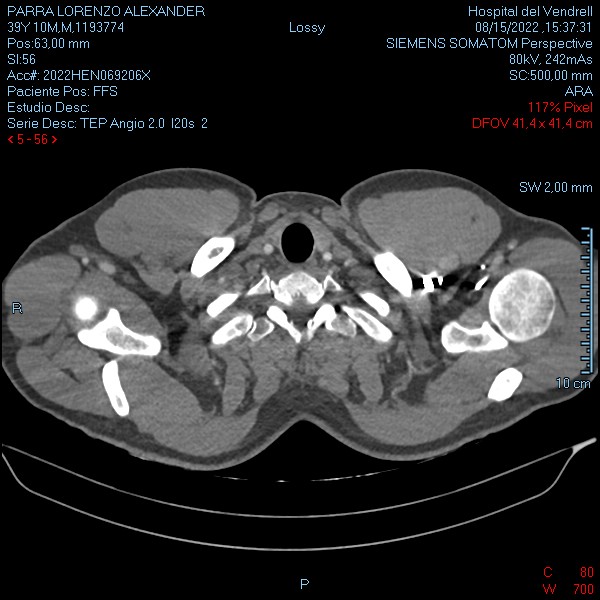 PARRA LORENZO ALEXANDER
39Y 10M,M,1193774
Pos:63,00 mm
SI:56
Acc#: 2022HEN069206X
Paciente Pos: FFS
Estudio Desc:
Serie Desc: TEP Angio 2.0 I20s 2
< 5 - 56 >
Lossy
Hospital del Vendrell
08/15/2022 ,15:37:31
SIEMENS SOMATOM Perspective
80kV, 242mAs
SC:500,00 mm
ARA
117% Pixel
DFOV 41,4 x 41,4 cm
SW 2,00 mm
R
10 cm
P
C 80
W 700